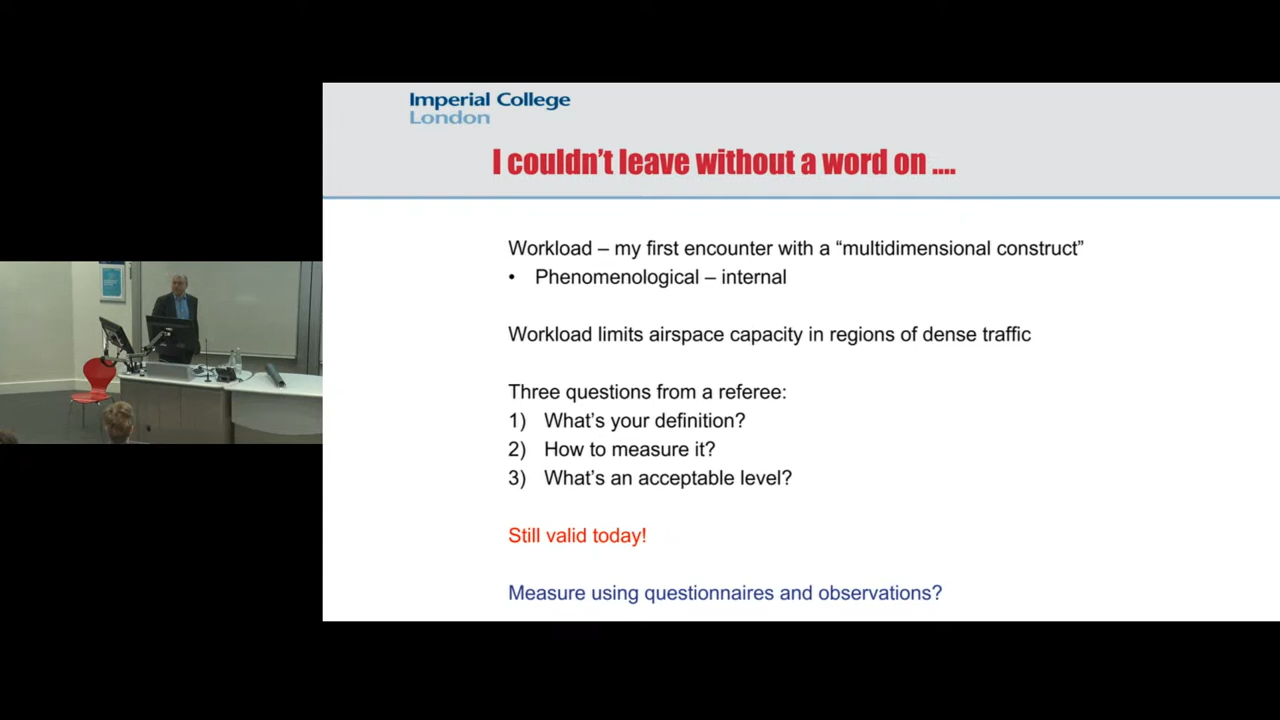 Imperial College
London
I couldn't leave without a word on ....
Workload – my first encounter with a “multidimensional construct”
• Phenomenological – internal
Workload limits airspace capacity in regions of dense traffic
Three questions from a referee:
1) What's your definition?
2) How to measure it?
3) What's an acceptable level?
Still valid today!
Measure using questionnaires and observations?